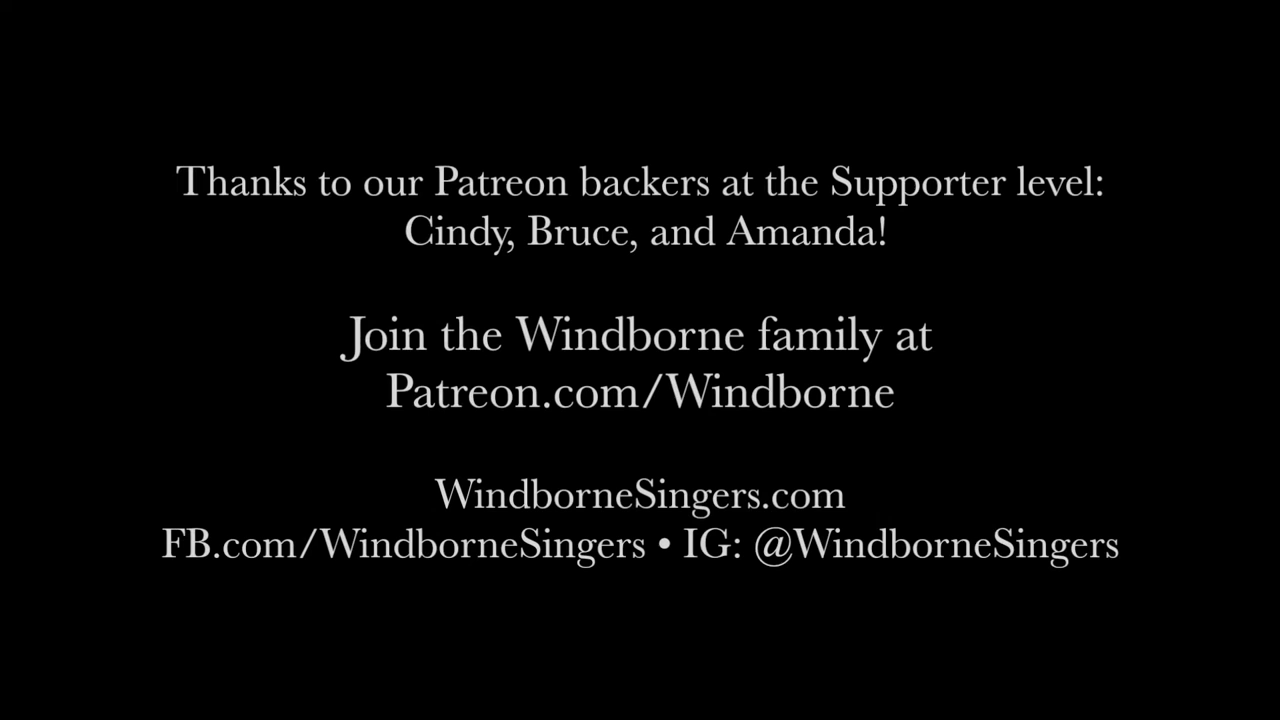 Thanks to our Patreon backers at the Supporter level:
Cindy, Bruce, and Amanda!
Join the Windborne family at
Patreon.com/Windborne
WindborneSingers.com
FB.com/WindborneSingers • IG: @WindborneSingers